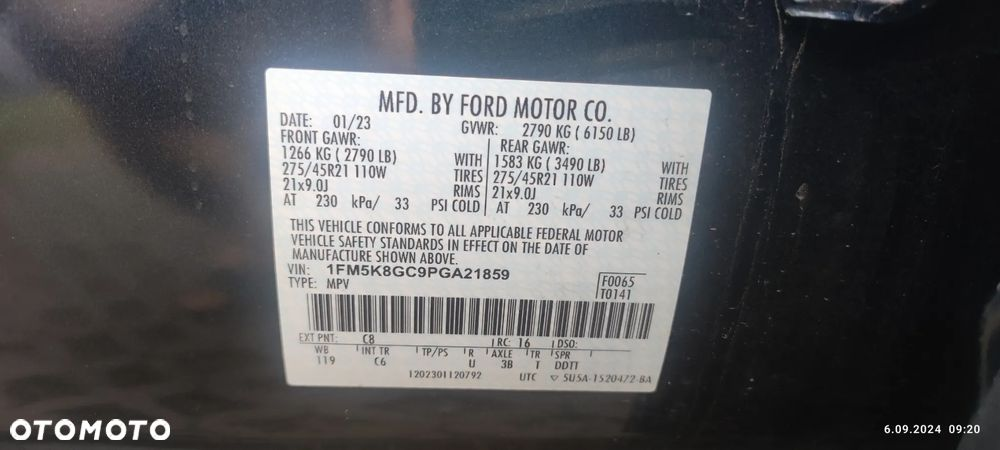 MFD. BY FORD MOTOR CO.
DATE: 01/23 GVWR: 2790 KG ( 6150 LB)
FRONT GAWR: REAR GAWR:
1266 KG ( 2790 LB) WITH 1583 KG ( 3490 LB) WITH
275/45R21 110W TIRES 275/45R21 110W TIRES
21x9.0J RIMS 21x9.0J RIMS
AT 230 kPa/ 33 PSI COLD AT 230 kPa/ 33 PSI COLD
THIS VEHICLE CONFORMS TO ALL APPLICABLE FEDERAL MOTOR
VEHICLE SAFETY STANDARDS IN EFFECT ON THE DATE OF
MANUFACTURE SHOWN ABOVE.
VIN: 1FM5K8GC9PGA21859 F0065
TYPE: MPV T0141
EXT PNT: C8 RC: 16 DSO:
WB INT TR TP/PS R AXLE TR SPR
119 C6 U 3B T DDTT
1202301120792 UTC ▽ 5U5A-1520472-BA
OTOMOTO
6.09.2024 09:20